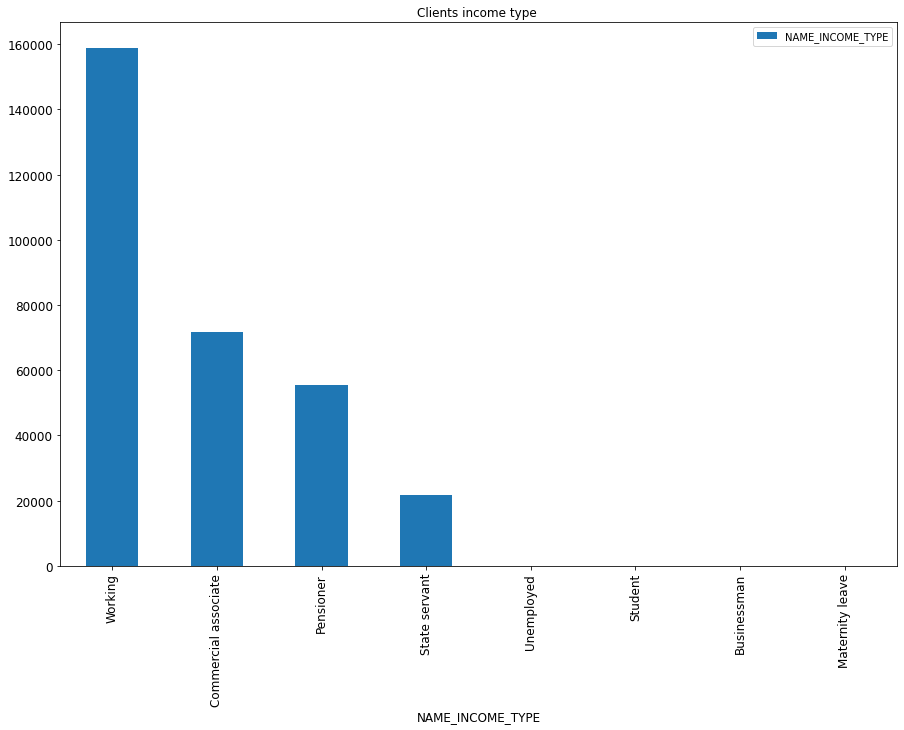 Clients income type
NAME_INCOME_TYPE
160000
140000
120000
100000
80000
60000
40000
20000
0
Working
Commercial associate
Pensioner
State servant
Unemployed
Student
Businessman
Maternity leave
NAME_INCOME_TYPE